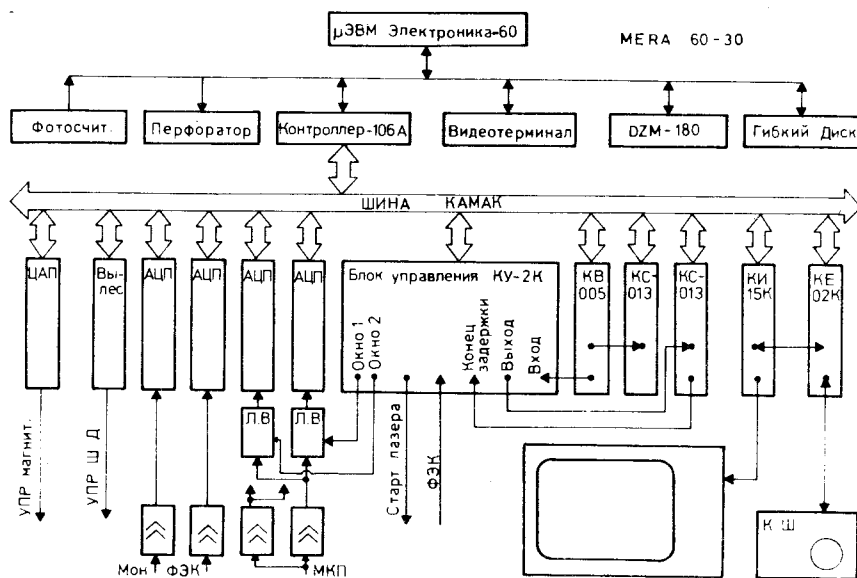 μЭВМ Электроника-60
MERA 60-30
Фотосчит.
Перфоратор
Контроллер-106А
Видеотерминал
DZM-180
Гибкий Диск
ШИНА КАМАК
ЦАП
Вы-
лес
АЦП
АЦП
АЦП
АЦП
Блок управления КУ-2К
КВ
005
КС-
013
КС-
013
КИ
15К
КЕ
02К
Окно 1
Окно 2
Конец
задержки
Выход
Вход
Л.В
Л.В
УПР магнит.
УПР Ш Д
Старт лазера
ФЭК
К Ш
Мон
ФЭК
МКП